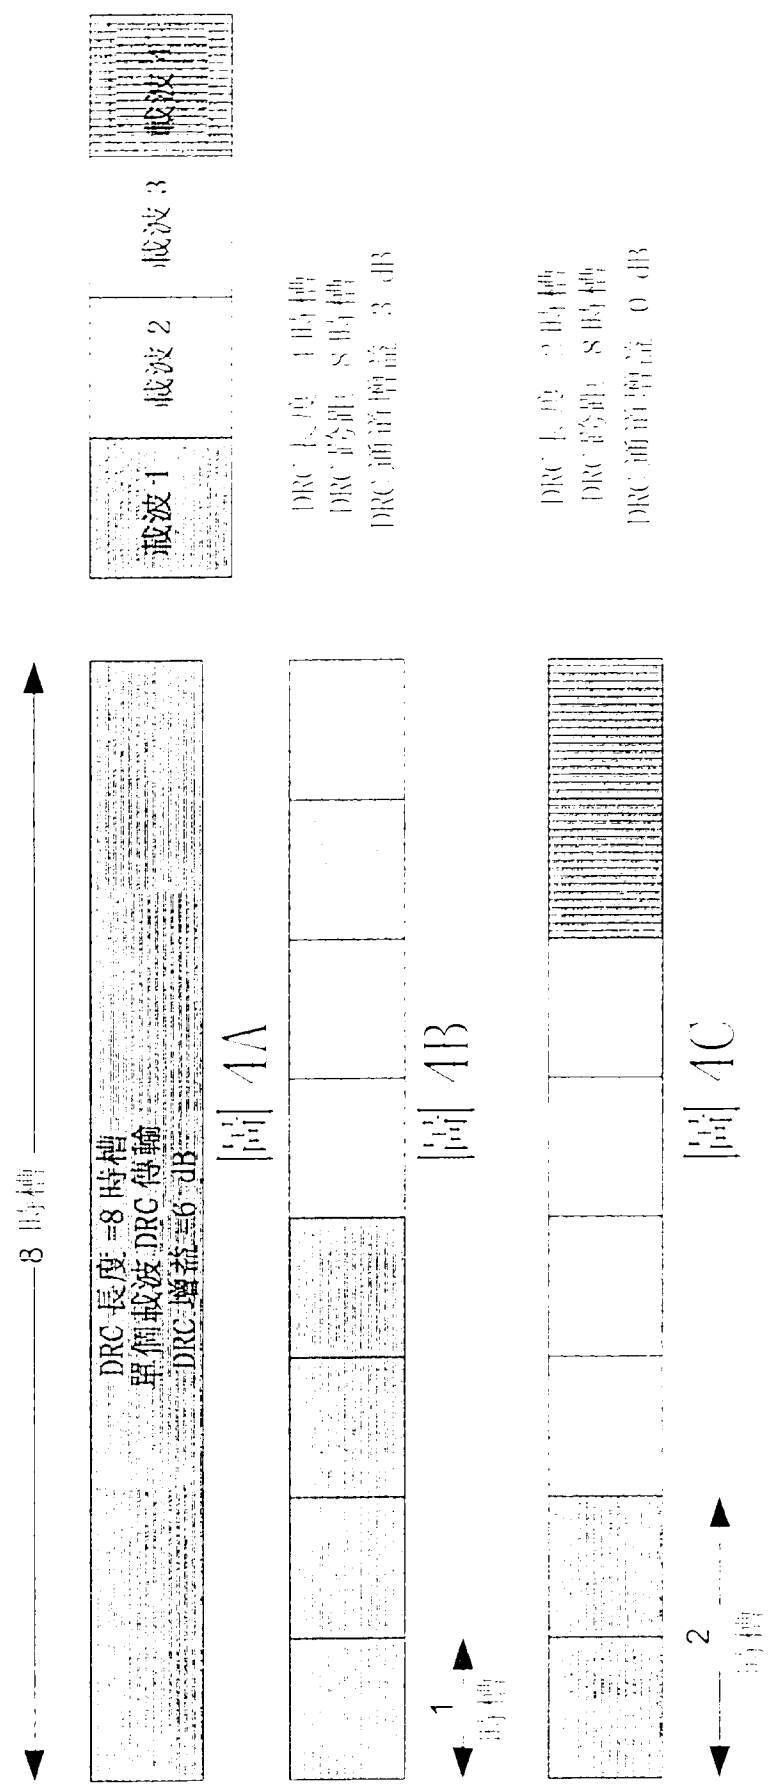 8 時槽
DRC 長度 =8 時槽
單個載波 DRC 傳輸
DRC 增益 =6 dB
載波 1
載波 2
載波 3
載波
圖 4A
DRC 長度 1 時槽
DRC 跨距 8 時槽
DRC 通道增益 3 dB
1
時槽
圖 4B
DRC 長度 2 時槽
DRC 跨距 8 時槽
DRC 通道增益 0 dB
2
時槽
圖 4C